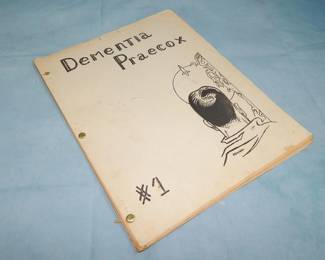 Dementia
Praecox
#1